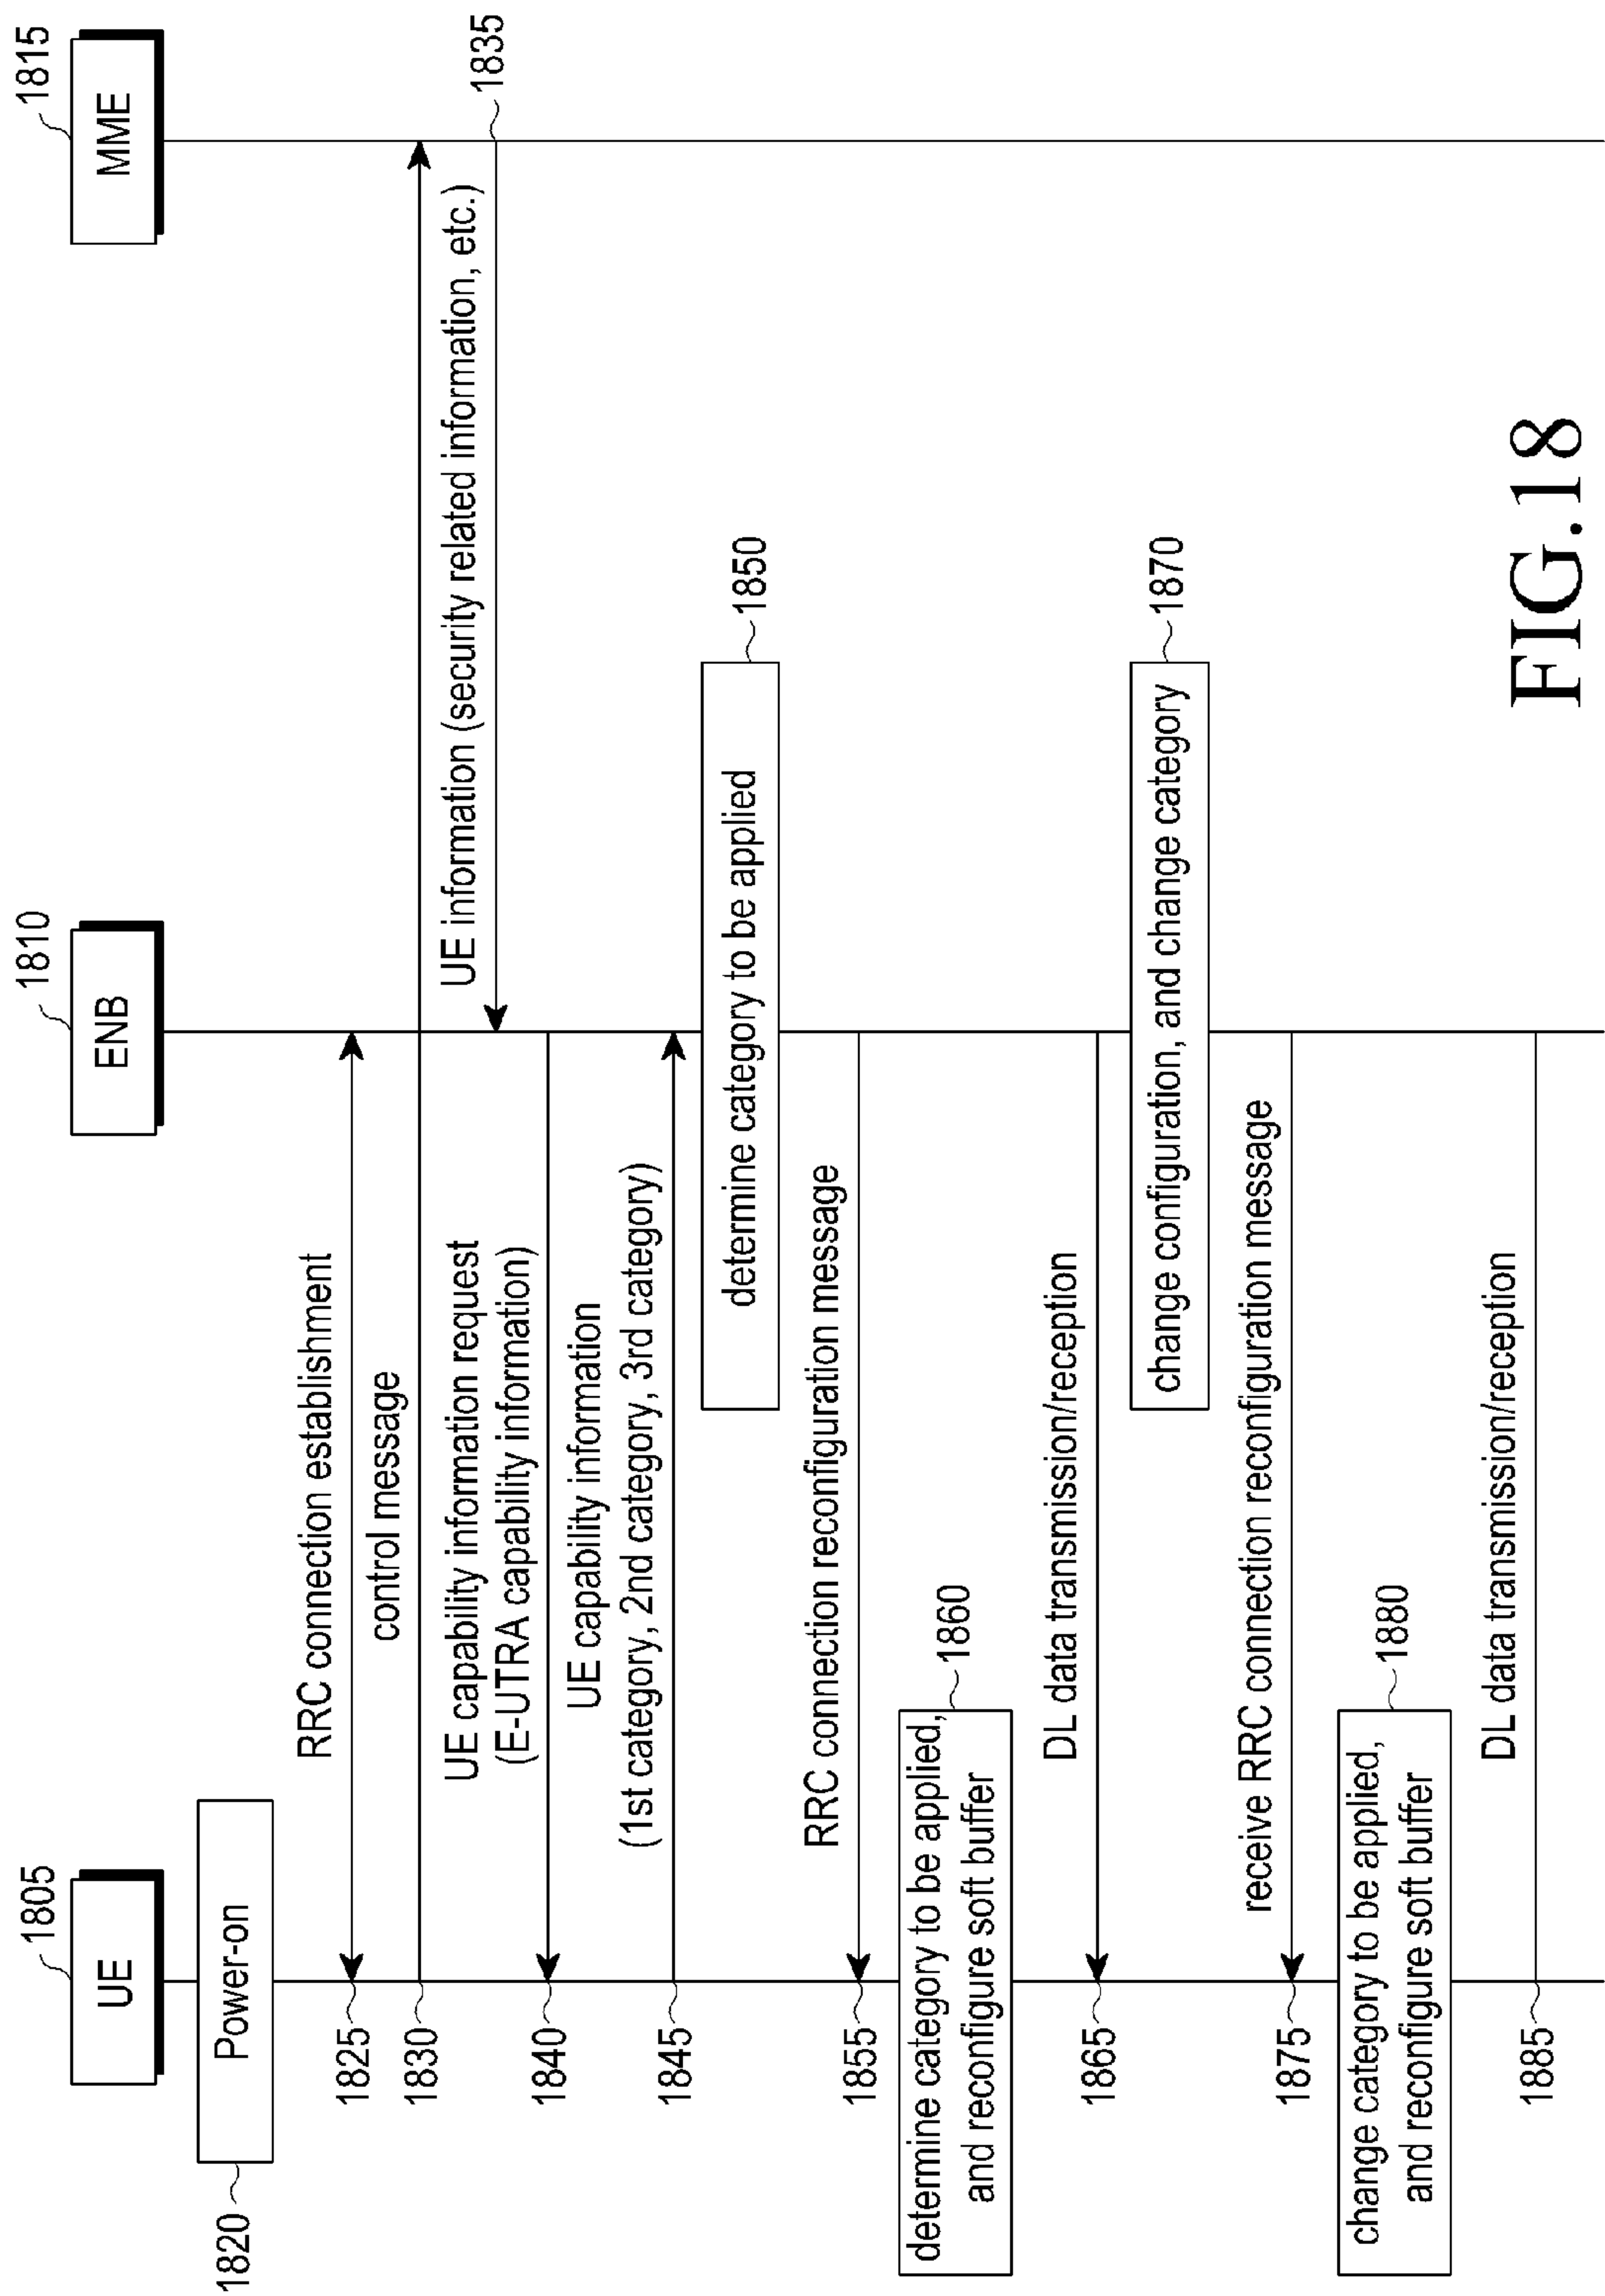 1805
UE
1810
ENB
1815
MME
1820
Power-on
RRC connection establishment
1825
control message
1830
UE information (security related information, etc.)
1835
UE capability information request
(E-UTRA capability information)
1840
UE capability information
(1st category, 2nd category, 3rd category)
1845
determine category to be applied
1850
RRC connection reconfiguration message
1855
determine category to be applied,
and reconfigure soft buffer
1860
DL data transmission/reception
1865
change configuration, and change category
1870
receive RRC connection reconfiguration message
1875
change category to be applied,
and reconfigure soft buffer
1880
DL data transmission/reception
1885
FIG.18